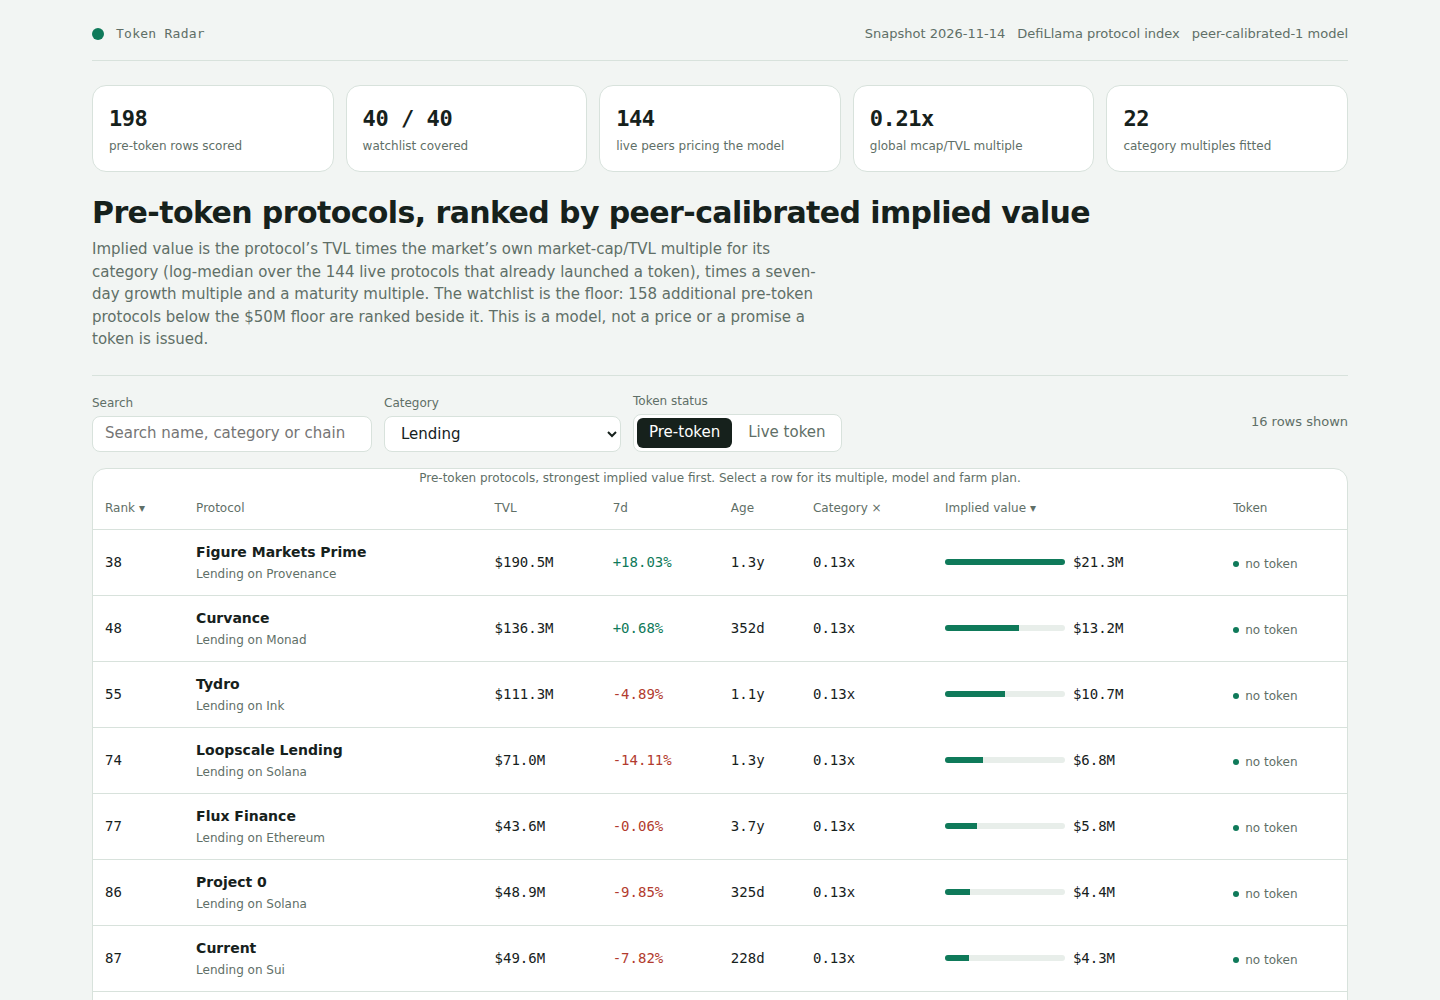 Token Radar
Snapshot 2026-11-14 DefiLlama protocol index peer-calibrated-1 model
198
pre-token rows scored
40 / 40
watchlist covered
144
live peers pricing the model
0.21x
global mcap/TVL multiple
22
category multiples fitted
Pre-token protocols, ranked by peer-calibrated implied value
Implied value is the protocol’s TVL times the market’s own market-cap/TVL multiple for its
category (log-median over the 144 live protocols that already launched a token), times a seven-
day growth multiple and a maturity multiple. The watchlist is the floor: 158 additional pre-token
protocols below the $50M floor are ranked beside it. This is a model, not a price or a promise a
token is issued.
Search
Search name, category or chain
Category
Lending
Token status
Pre-token Live token
16 rows shown
Pre-token protocols, strongest implied value first. Select a row for its multiple, model and farm plan.
Rank ▾ Protocol TVL 7d Age Category × Implied value ▾ Token
38 Figure Markets Prime $190.5M +18.03% 1.3y 0.13x $21.3M no token
Lending on Provenance
48 Curvance $136.3M +0.68% 352d 0.13x $13.2M no token
Lending on Monad
55 Tydro $111.3M -4.89% 1.1y 0.13x $10.7M no token
Lending on Ink
74 Loopscale Lending $71.0M -14.11% 1.3y 0.13x $6.8M no token
Lending on Solana
77 Flux Finance $43.6M -0.06% 3.7y 0.13x $5.8M no token
Lending on Ethereum
86 Project 0 $48.9M -9.85% 325d 0.13x $4.4M no token
Lending on Solana
87 Current $49.6M -7.82% 228d 0.13x $4.3M no token
Lending on Sui